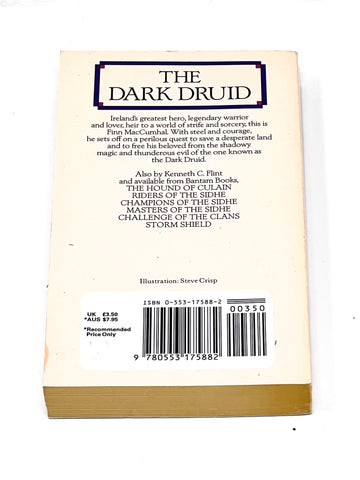 THE
DARK DRUID
Ireland's greatest hero, legendary warrior
and lover, heir to a world of strife and sorcery, this is
Finn MacCumhal. With steel and courage,
he sets off on a perilous quest to save a desperate land
and to free his beloved from the shadowy
magic and thunderous evil of the one known as
the Dark Druid.
Also by Kenneth C. Flint
and available from Bantam Books,
THE HOUND OF CULAIN
RIDERS OF THE SIDHE
CHAMPIONS OF THE SIDHE
MASTERS OF THE SIDHE
CHALLENGE OF THE CLANS
STORM SHIELD
Illustration: Steve Crisp
ISBN 0-553-17588-2
UK £3.50
*AUS $7.95
*Recommended
Price Only
00350
9 780553 175882